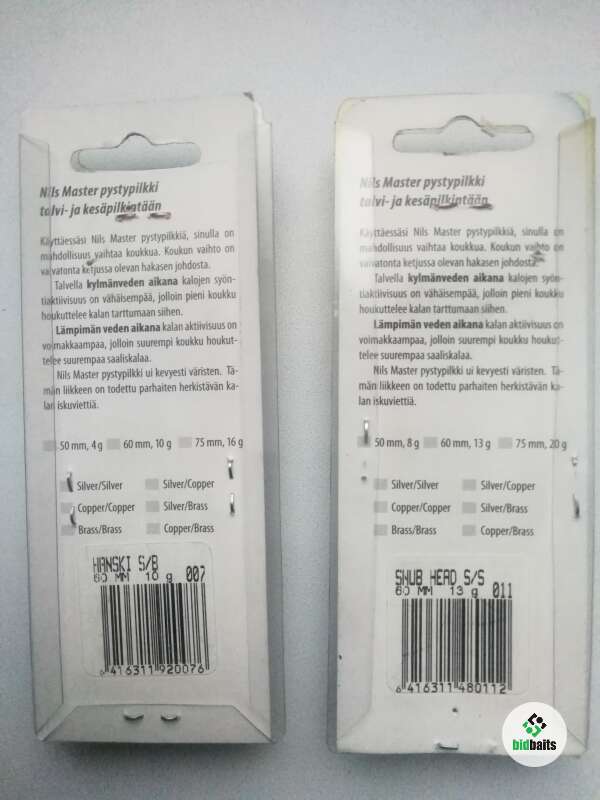 Nils Master pystypilkki
talvi- ja kesäpilkintään
Käyttäessäsi Nils Master pystypilkkiä, sinulla on
mahdollisuus vaihtaa koukkua. Koukun vaihto on
vaivatonta ketjussa olevan hakasen johdosta.
Talvella kylmänveden aikana kalojen syön-
tiaktiivisuus on vähäisempää, jolloin pieni koukku
houkuttelee kalan tarttumaan siihen.
Lämpimän veden aikana kalan aktiivisuus on
voimakkaampaa, jolloin suurempi koukku houkut-
telee suurempaa saaliskalaa.
Nils Master pystypilkki ui kevyesti väristen. Tä-
män liikkeen on todettu parhaiten herkistävän ka-
lan iskuviettiä.
50 mm, 4 g 60 mm, 10 g 75 mm, 16 g
Silver/Silver Silver/Copper
Copper/Copper Silver/Brass
Brass/Brass Copper/Brass
HANSKI S/B
60 MM 10 g 007
6 416311 920076
Nils Master pystypilkki
talvi- ja kesäpilkintään
Käyttäessäsi Nils Master pystypilkkiä, sinulla on
mahdollisuus vaihtaa koukkua. Koukun vaihto on
vaivatonta ketjussa olevan hakasen johdosta.
Talvella kylmänveden aikana kalojen syön-
tiaktiivisuus on vähäisempää, jolloin pieni koukku
houkuttelee kalan tarttumaan siihen.
Lämpimän veden aikana kalan aktiivisuus on
voimakkaampaa, jolloin suurempi koukku houkut-
telee suurempaa saaliskalaa.
Nils Master pystypilkki ui kevyesti väristen. Tä-
män liikkeen on todettu parhaiten herkistävän ka-
lan iskuviettiä.
50 mm, 8 g 60 mm, 13 g 75 mm, 20 g
Silver/Silver Silver/Copper
Copper/Copper Silver/Brass
Brass/Brass Copper/Brass
SNUB HEAD S/S
60 MM 13 g 011
6 416311 480112
bidbaits